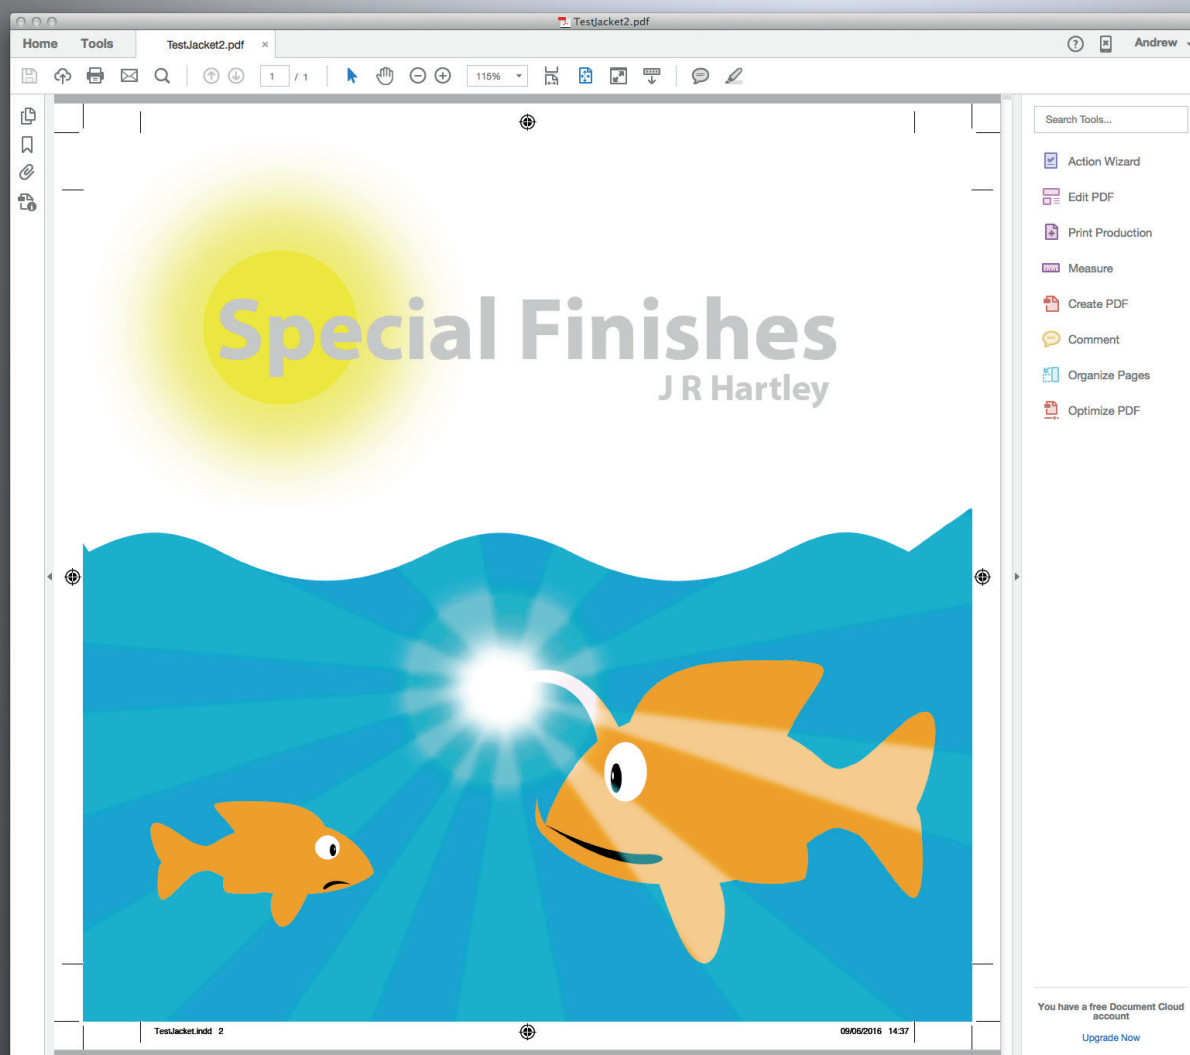 TestJacket2.pdf
Home Tools TestJacket2.pdf × ? Andrew
1 / 1 115%
Search Tools...
Action Wizard
Edit PDF
Print Production
Measure
Create PDF
Comment
Organize Pages
Optimize PDF
Special Finishes
J R Hartley
TestJacket.indd 2 09/06/2016 14:37
You have a free Document Cloud
account
Upgrade Now